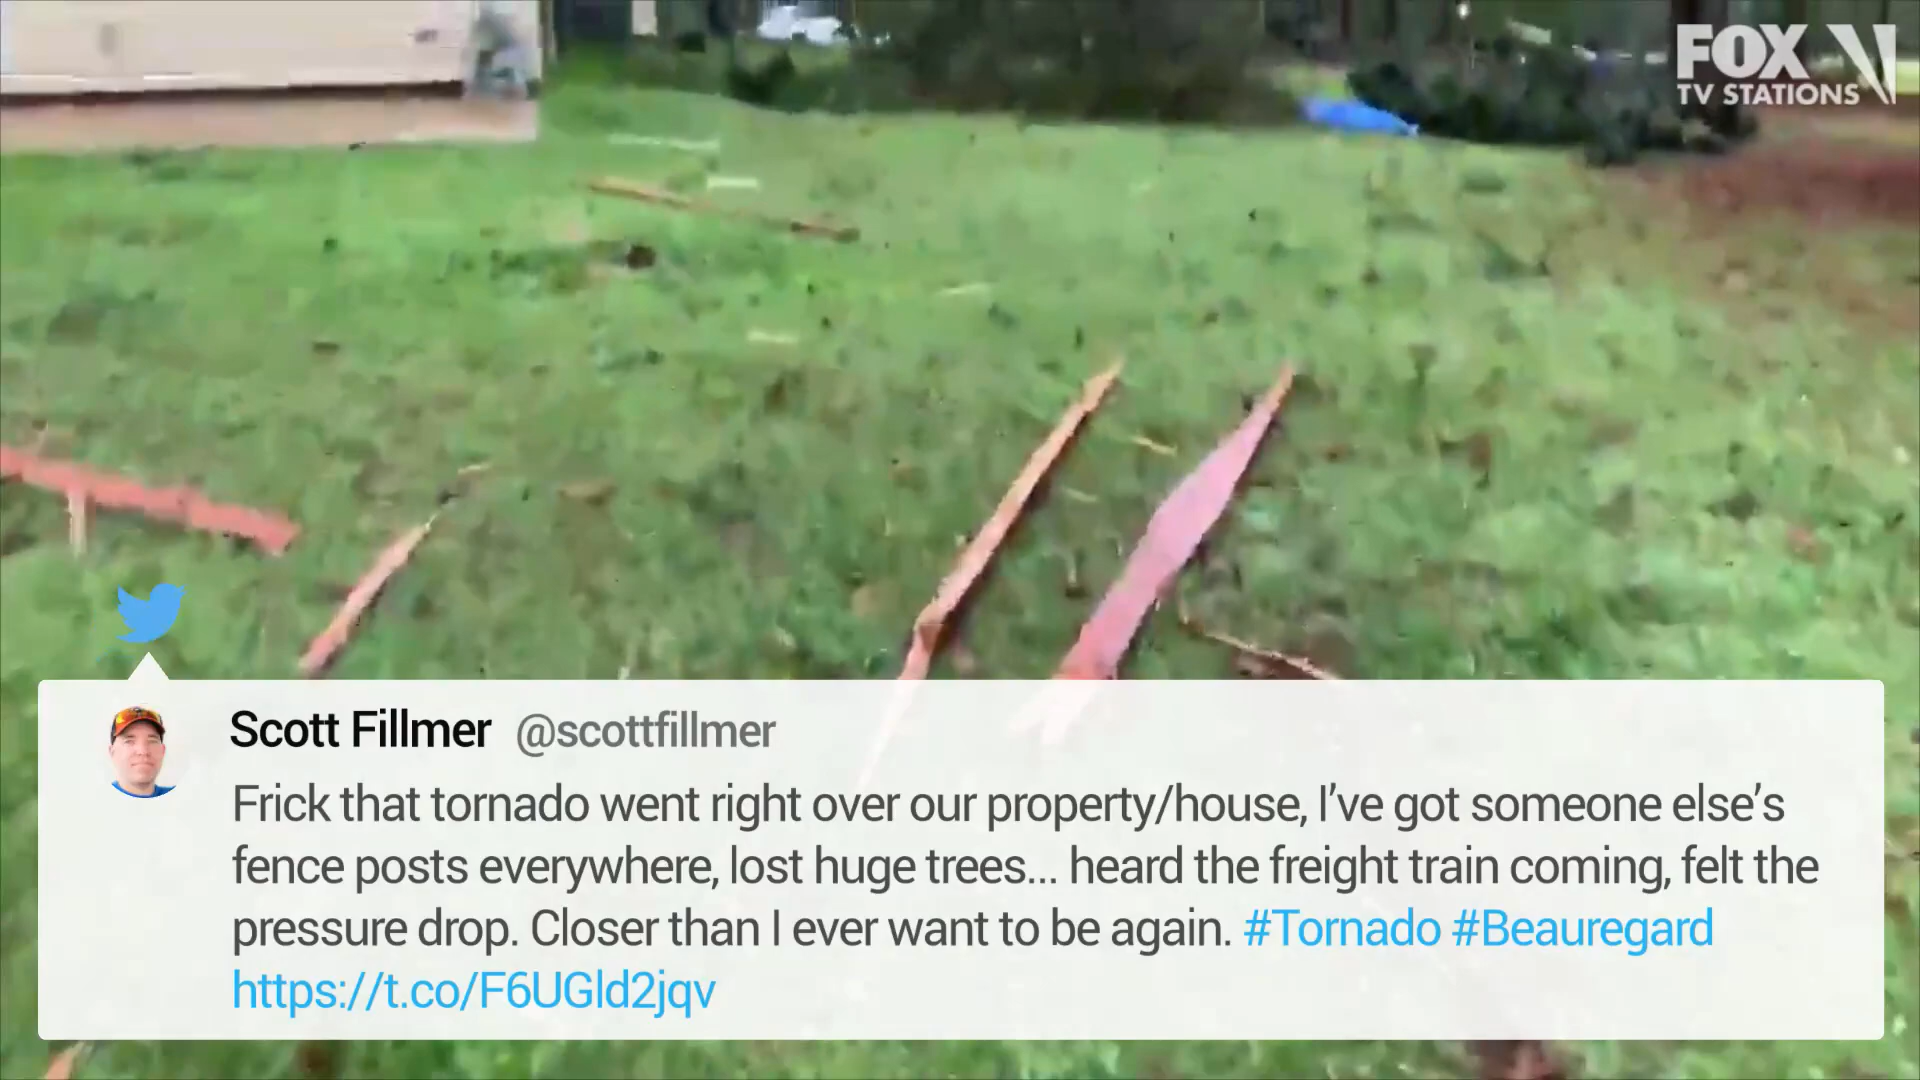 FOX
TV STATIONS
Scott Fillmer @scottfillmer
Frick that tornado went right over our property/house, I’ve got someone else’s
fence posts everywhere, lost huge trees... heard the freight train coming, felt the
pressure drop. Closer than I ever want to be again. #Tornado #Beauregard
https://t.co/F6UGld2jqv